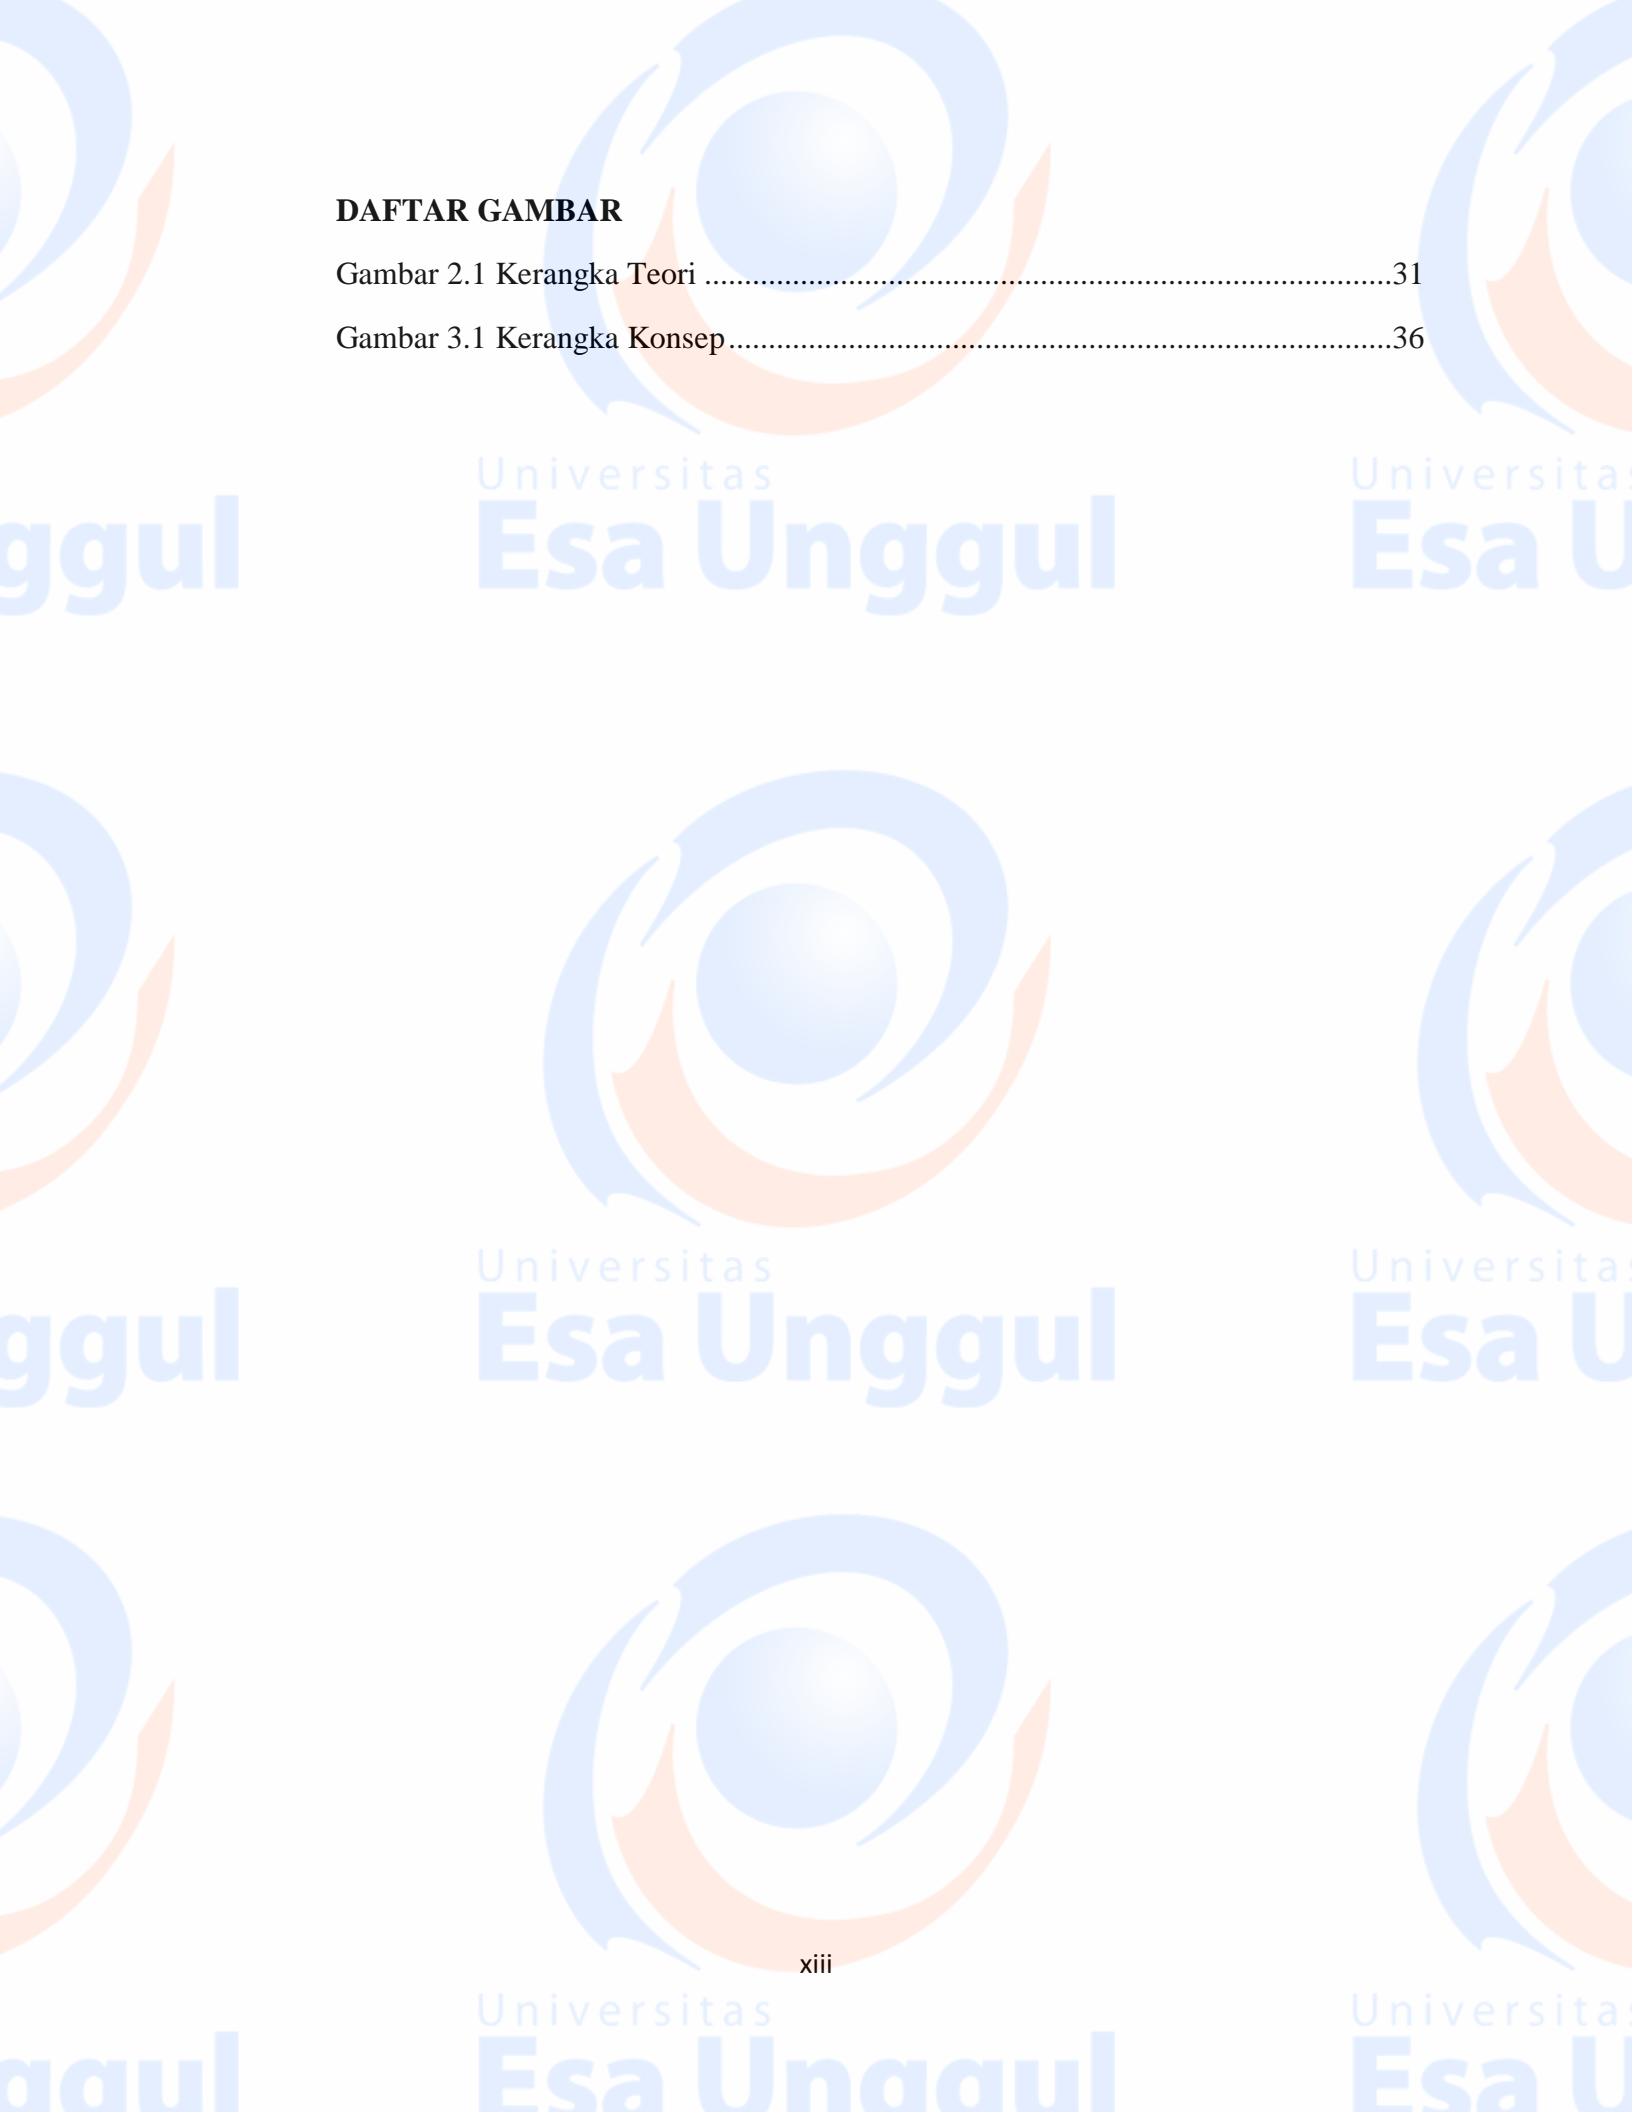 DAFTAR GAMBAR
Gambar 2.1 Kerangka Teori ......................................................................................31
Gambar 3.1 Kerangka Konsep...................................................................................36
Universitas
Esa Unggul
Universitas
Esa Unggul
xiii
Universitas
Esa Unggul